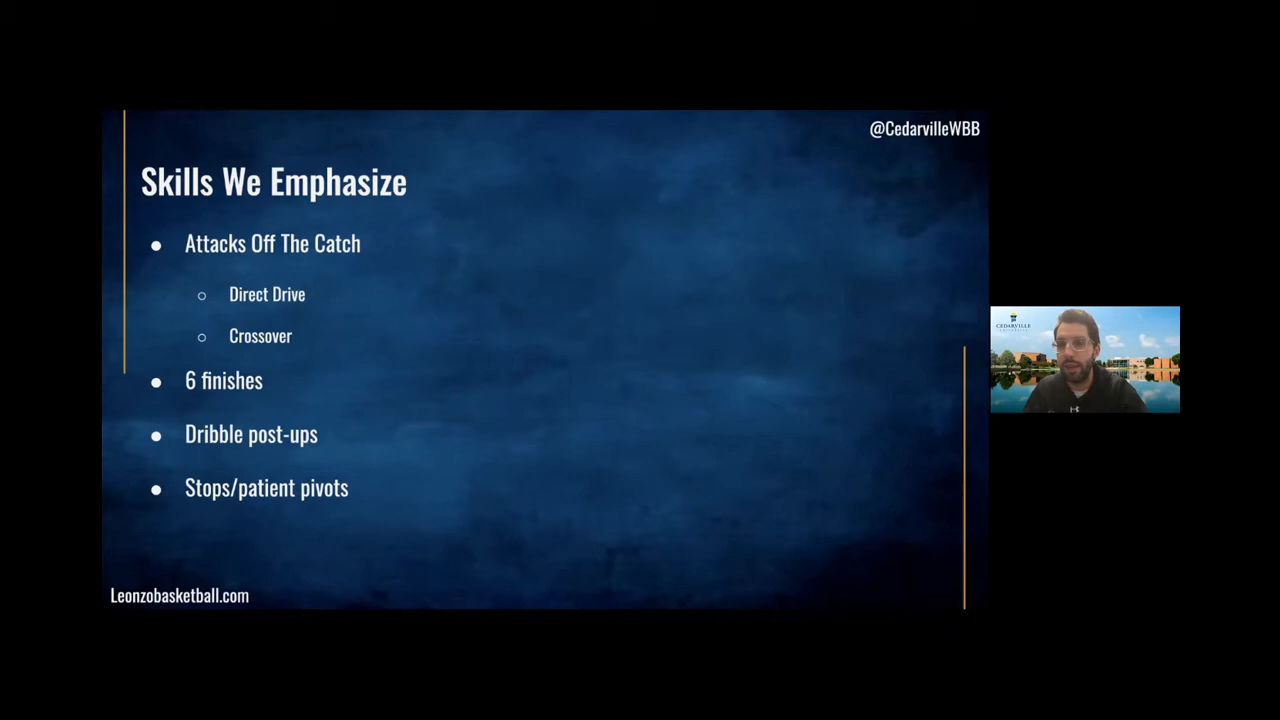 @CedarvilleWBB
Skills We Emphasize
● Attacks Off The Catch
○ Direct Drive
○ Crossover
● 6 finishes
● Dribble post-ups
● Stops/patient pivots
Leonzobasketball.com
CEDARVILLE